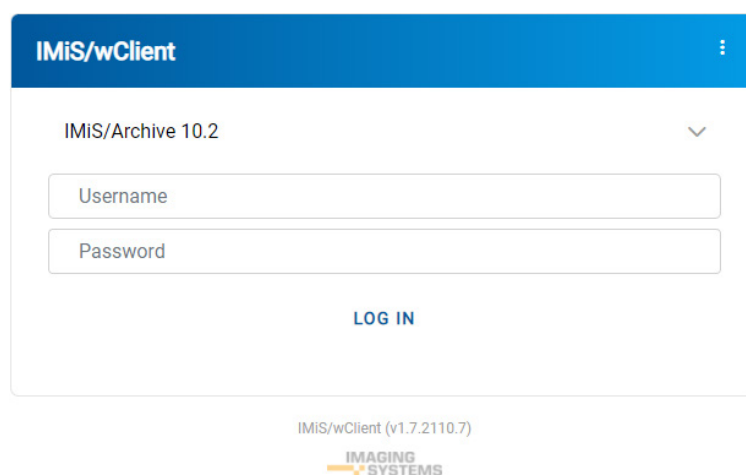 IMiS/wClient
IMiS/Archive 10.2
Username
Password
LOG IN
IMiS/wClient (v1.7.2110.7)
IMAGING
SYSTEMS